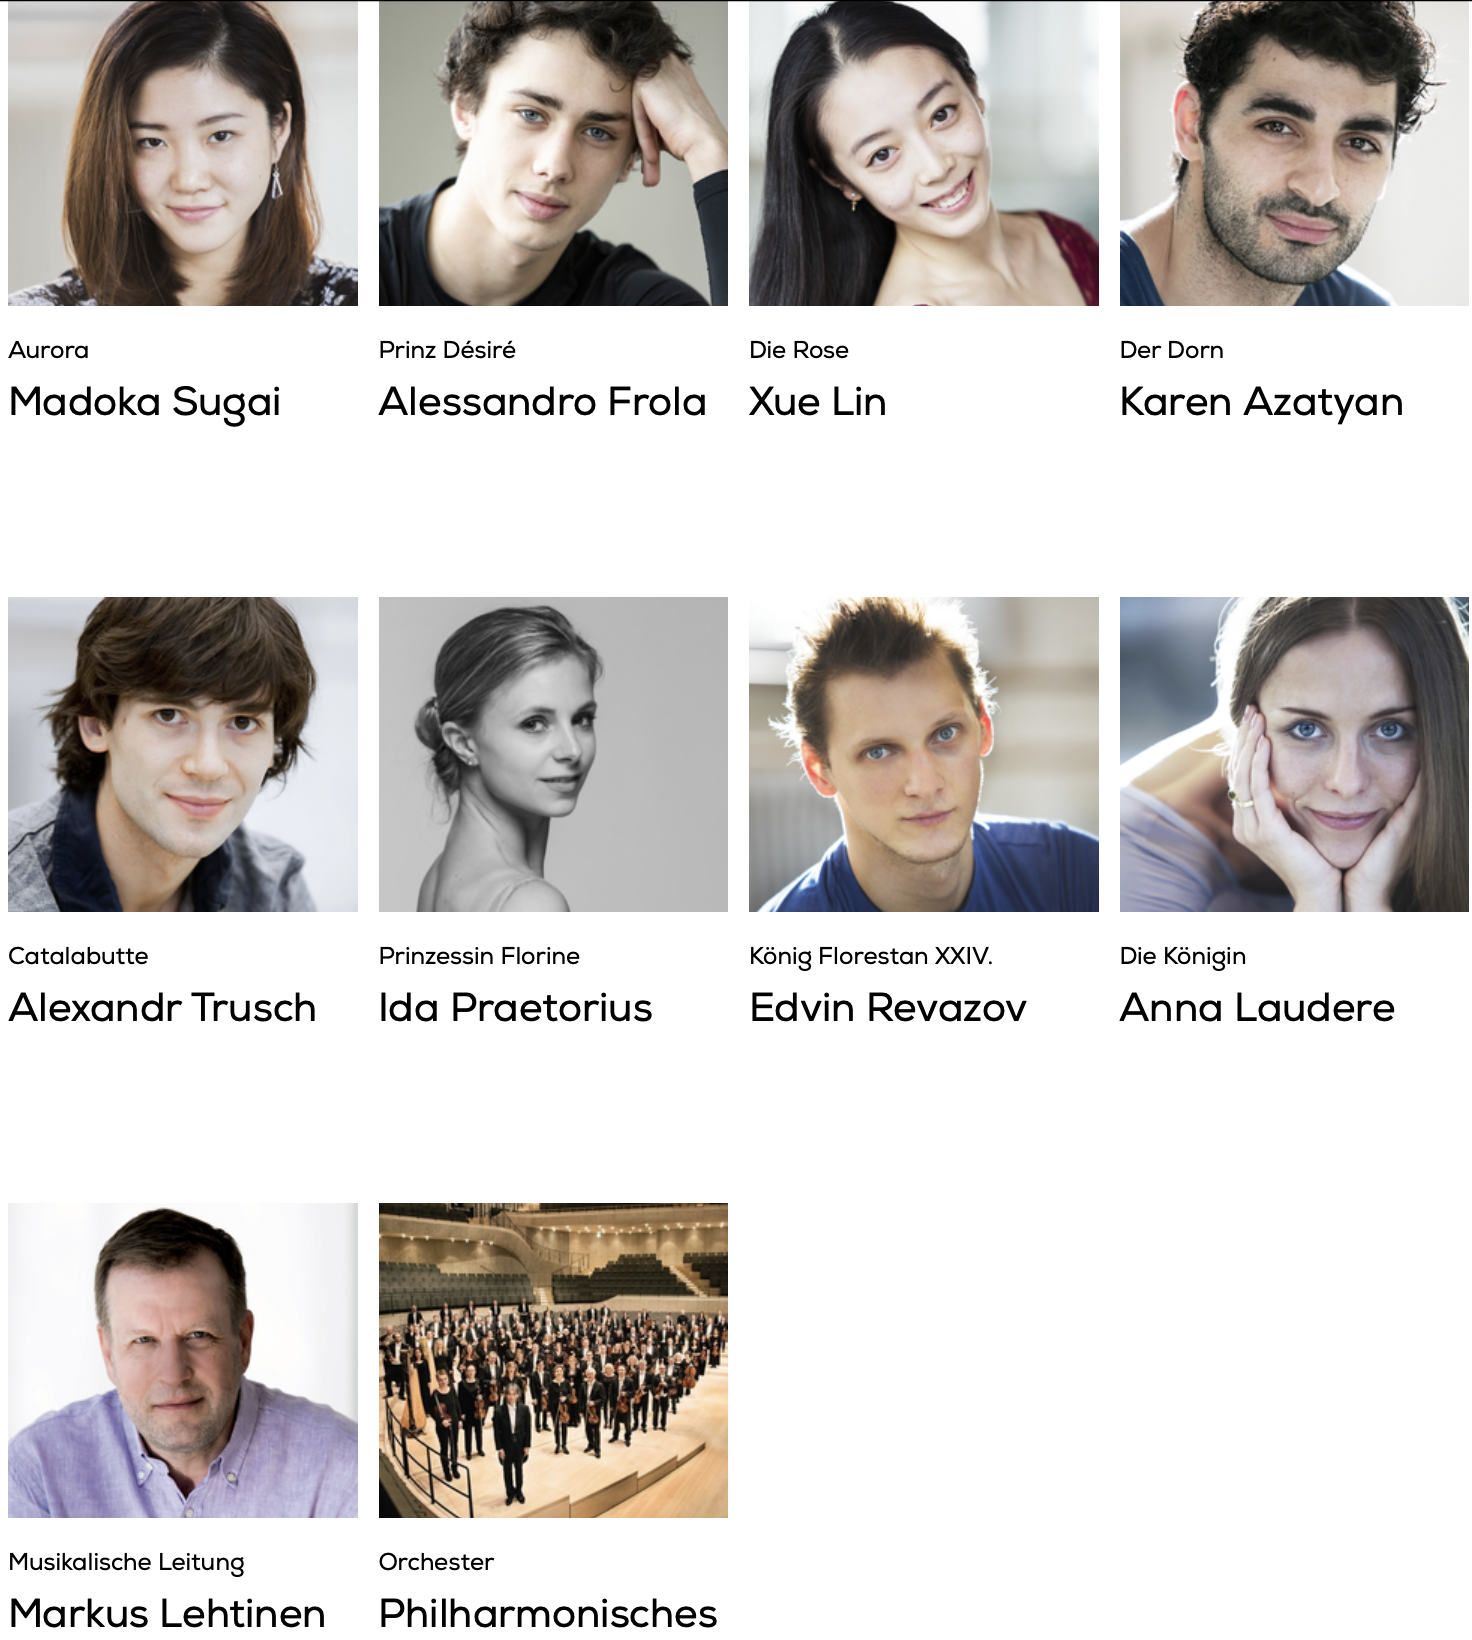 Aurora
Madoka Sugai
Prinz Désiré
Alessandro Frola
Die Rose
Xue Lin
Der Dorn
Karen Azatyan
Catalabutte
Alexandr Trusch
Prinzessin Florine
Ida Praetorius
König Florestan XXIV.
Edvin Revazov
Die Königin
Anna Laudere
Musikalische Leitung
Markus Lehtinen
Orchester
Philharmonisches